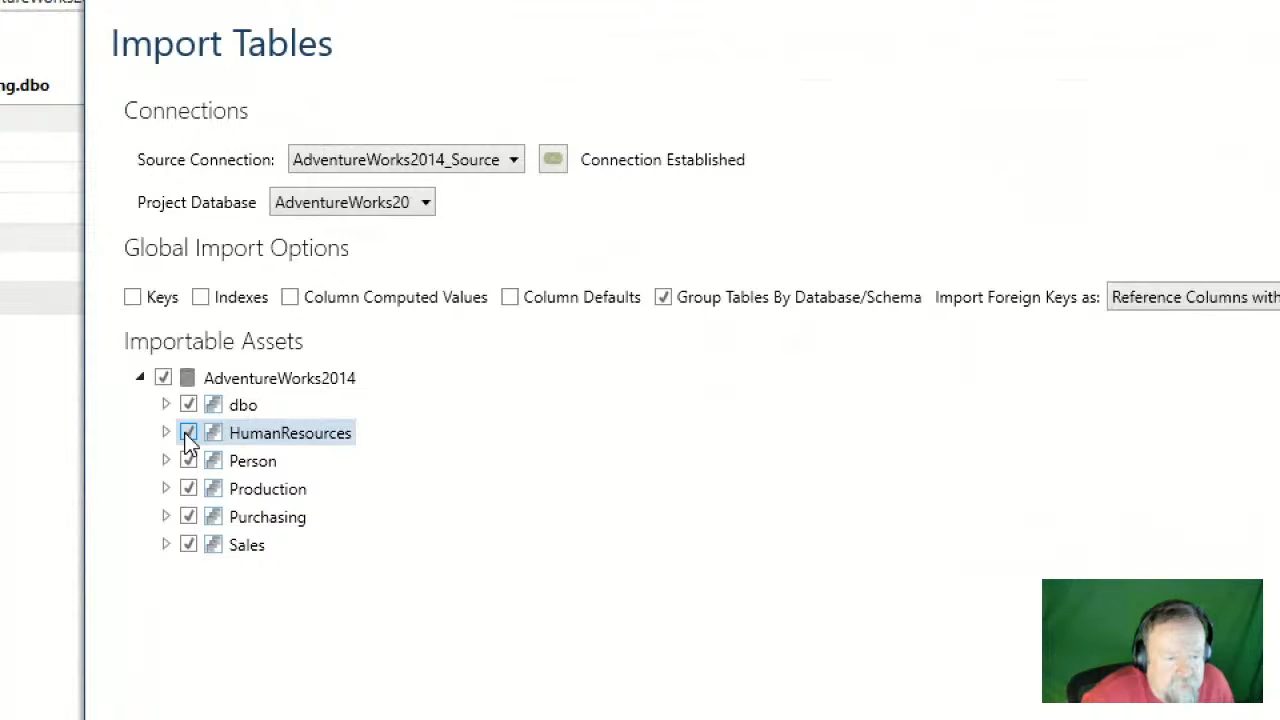 Import Tables
ng.dbo
Connections
Source Connection: AdventureWorks2014_Source Connection Established
Project Database AdventureWorks20
Global Import Options
Keys Indexes Column Computed Values Column Defaults Group Tables By Database/Schema Import Foreign Keys as: Reference Columns with
Importable Assets
AdventureWorks2014
dbo
HumanResources
Person
Production
Purchasing
Sales